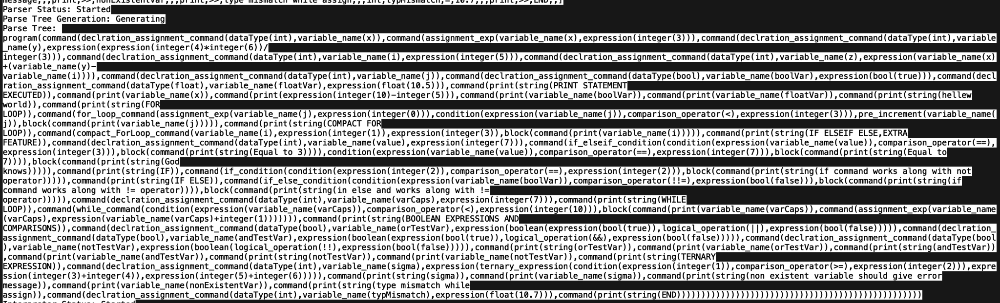 message,,,print,>>,nonExistentVar,,,print,>>,type mismatch while assign,,,int,typMismatch,=,10.7,,,print,>>,END,,]
Parser Status: Started
Parse Tree Generation: Generating
Parse Tree:
program(command(declration_assignment_command(dataType(int),variable_name(x)),command(assignment_exp(variable_name(x),expression(integer(3))),command(declration_assignment_command(dataType(int),variable
_name(y),expression(expression(integer(4)*integer(6))/
integer(3))),command(declration_assignment_command(dataType(int),variable_name(i),expression(integer(5))),command(declration_assignment_command(dataType(int),variable_name(z),expression(variable_name(x)
+(variable_name(y)-
variable_name(i)))),command(declration_assignment_command(dataType(int),variable_name(j)),command(declration_assignment_command(dataType(bool),variable_name(boolVar),expression(bool(true))),command(decl
ration_assignment_command(dataType(float),variable_name(floatVar),expression(float(10.5))),command(print(string(PRINT STATEMENT
EXECUTED)),command(print(variable_name(x)),command(print(expression(integer(10)-integer(5))),command(print(variable_name(boolVar)),command(print(variable_name(floatVar)),command(print(string(hellew
world)),command(print(string(FOR
LOOP)),command(for_loop_command(assignment_exp(variable_name(j),expression(integer(0))),condition(expression(variable_name(j)),comparison_operator(<),expression(integer(3))),pre_increment(variable_name(
j)),block(command(print(variable_name(j))))),command(print(string(COMPACT FOR
LOOP)),command(compact_ForLoop_command(variable_name(i),expression(integer(1)),expression(integer(3)),block(command(print(variable_name(i))))),command(print(string(IF ELSEIF ELSE,EXTRA
FEATURE)),command(declration_assignment_command(dataType(int),variable_name(value),expression(integer(7))),command(if_elseif_condition(condition(expression(variable_name(value)),comparison_operator(==),
expression(integer(3))),block(command(print(string(Equal to 3)))),condition(expression(variable_name(value)),comparison_operator(==),expression(integer(7))),block(command(print(string(Equal to
7)))),block(command(print(string(God
knows))))),command(print(string(IF)),command(if_condition(condition(expression(integer(2)),comparison_operator(==),expression(integer(2))),block(command(print(string(if command works along with not
operator))))),command(print(string(IF ELSE)),command(if_else_condition(condition(expression(variable_name(boolVar)),comparison_operator(!!=),expression(bool(false))),block(command(print(string(if
command works along with != operator)))),block(command(print(string(in else and works along with !=
operator))))),command(declration_assignment_command(dataType(int),variable_name(varCaps),expression(integer(7))),command(print(string(WHILE
LOOP)),command(while_command(condition(expression(variable_name(varCaps)),comparison_operator(<),expression(integer(10))),block(command(print(variable_name(varCaps)),command(assignment_exp(variable_name
(varCaps),expression(variable_name(varCaps)+integer(1))))))),command(print(string(BOOLEAN EXPRESSIONS AND
COMPARISONS)),command(declration_assignment_command(dataType(bool),variable_name(orTestVar),expression(boolean(expression(bool(true)),logical_operation(||),expression(bool(false))))),command(declration_
assignment_command(dataType(bool),variable_name(andTestVar),expression(boolean(expression(bool(true)),logical_operation(&&),expression(bool(false))))),command(declration_assignment_command(dataType(bool
),variable_name(notTestVar),expression(boolean(logical_operation(!!),expression(bool(false))))),command(print(string(orTestVar)),command(print(variable_name(orTestVar)),command(print(string(andTestVar))
,command(print(variable_name(andTestVar)),command(print(string(notTestVar)),command(print(variable_name(notTestVar)),command(print(string(TERNARY
EXPRESSION)),command(declration_assignment_command(dataType(int),variable_name(sigma),expression(ternary_expression(condition(expression(integer(1)),comparison_operator(>=),expression(integer(2))),expre
ssion(integer(3)+integer(4)),expression(integer(5)+integer(6))))),command(print(string(sigma)),command(print(variable_name(sigma)),command(print(string(non existent variable should give error
message)),command(print(variable_name(nonExistentVar)),command(print(string(type mismatch while
assign)),command(declration_assignment_command(dataType(int),variable_name(typMismatch),expression(float(10.7))),command(print(string(END))))))))))))))))))))))))))))))))))))))))))))))))))
Interpreter Status: Started